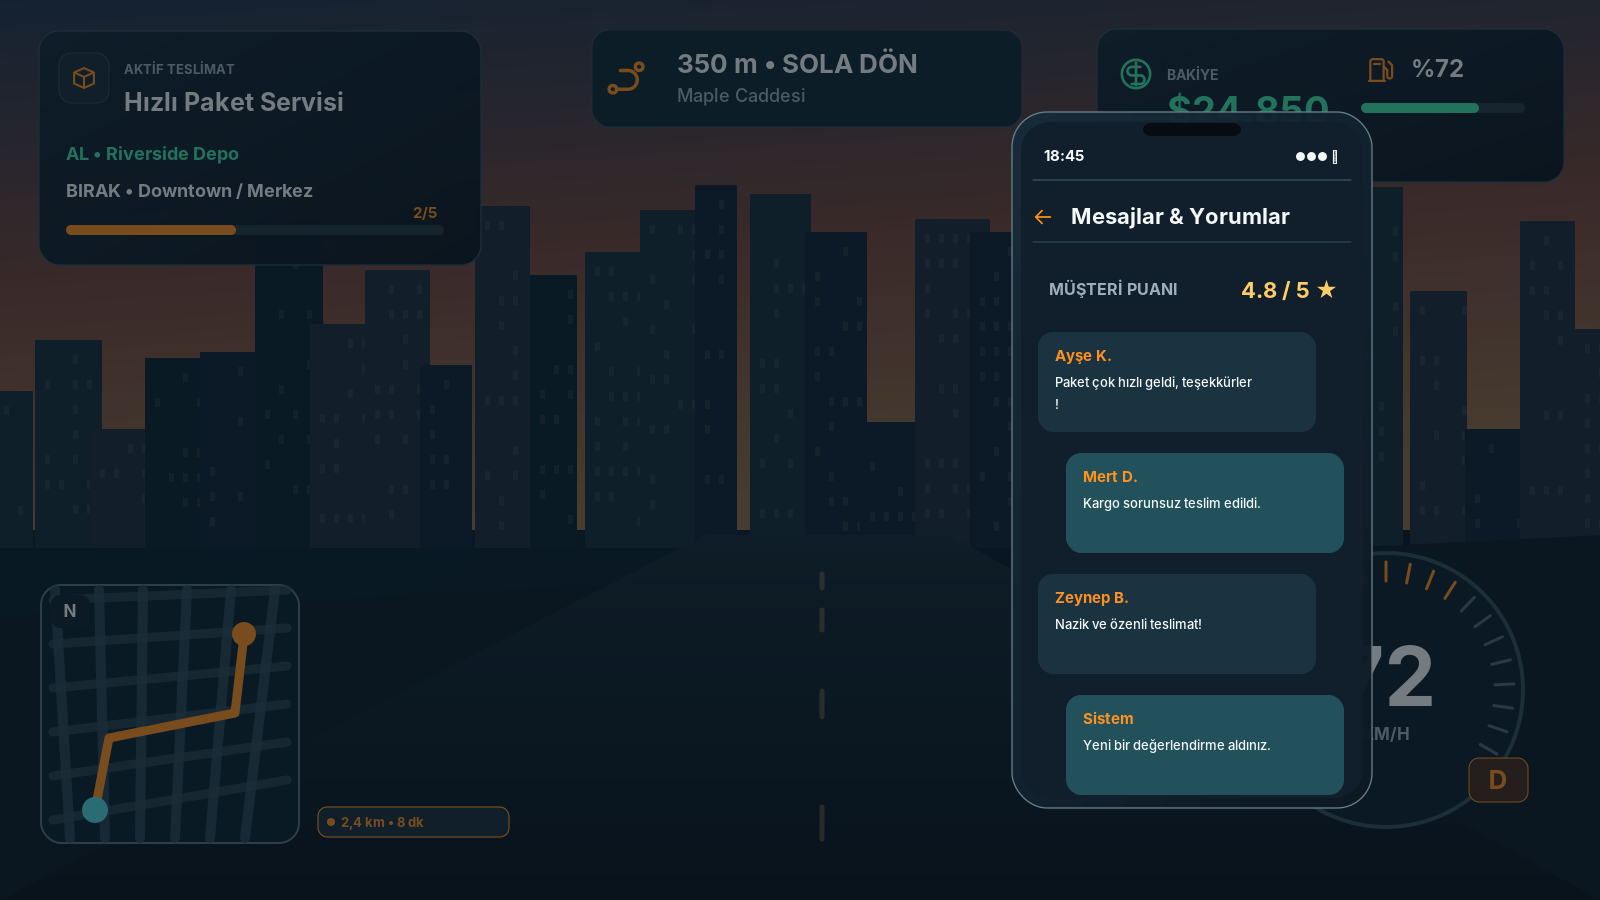 AKTİF TESLİMAT
Hızlı Paket Servisi
AL • Riverside Depo
BIRAK • Downtown / Merkez
2/5
350 m • SOLA DÖN
Maple Caddesi
BAKİYE
$24.850
%72
18:45
Mesajlar & Yorumlar
MÜŞTERİ PUANI
4.8 / 5 ★
Ayşe K.
Paket çok hızlı geldi, teşekkürler
!
Mert D.
Kargo sorunsuz teslim edildi.
Zeynep B.
Nazik ve özenli teslimat!
Sistem
Yeni bir değerlendirme aldınız.
N
2,4 km • 8 dk
72
M/H
D